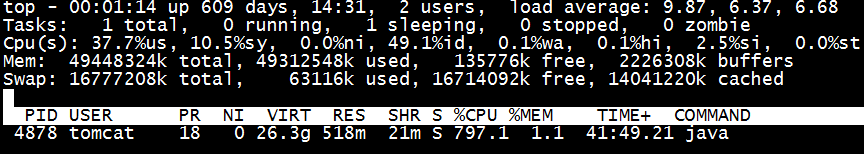 top - 00:01:14 up 609 days, 14:31,  2 users,  load average: 9.87, 6.37, 6.68
Tasks:   1 total,   0 running,   1 sleeping,   0 stopped,   0 zombie
Cpu(s): 37.7%us, 10.5%sy,  0.0%ni, 49.1%id,  0.1%wa,  0.1%hi,  2.5%si,  0.0%st
Mem:  49448324k total, 49312548k used,   135776k free,  2226308k buffers
Swap: 16777208k total,    63116k used, 16714092k free, 14041220k cached
PID USER      PR  NI  VIRT  RES  SHR S %CPU %MEM    TIME+  COMMAND
4878 tomcat    18   0 26.3g 518m  21m S 797.1  1.1  41:49.21 java